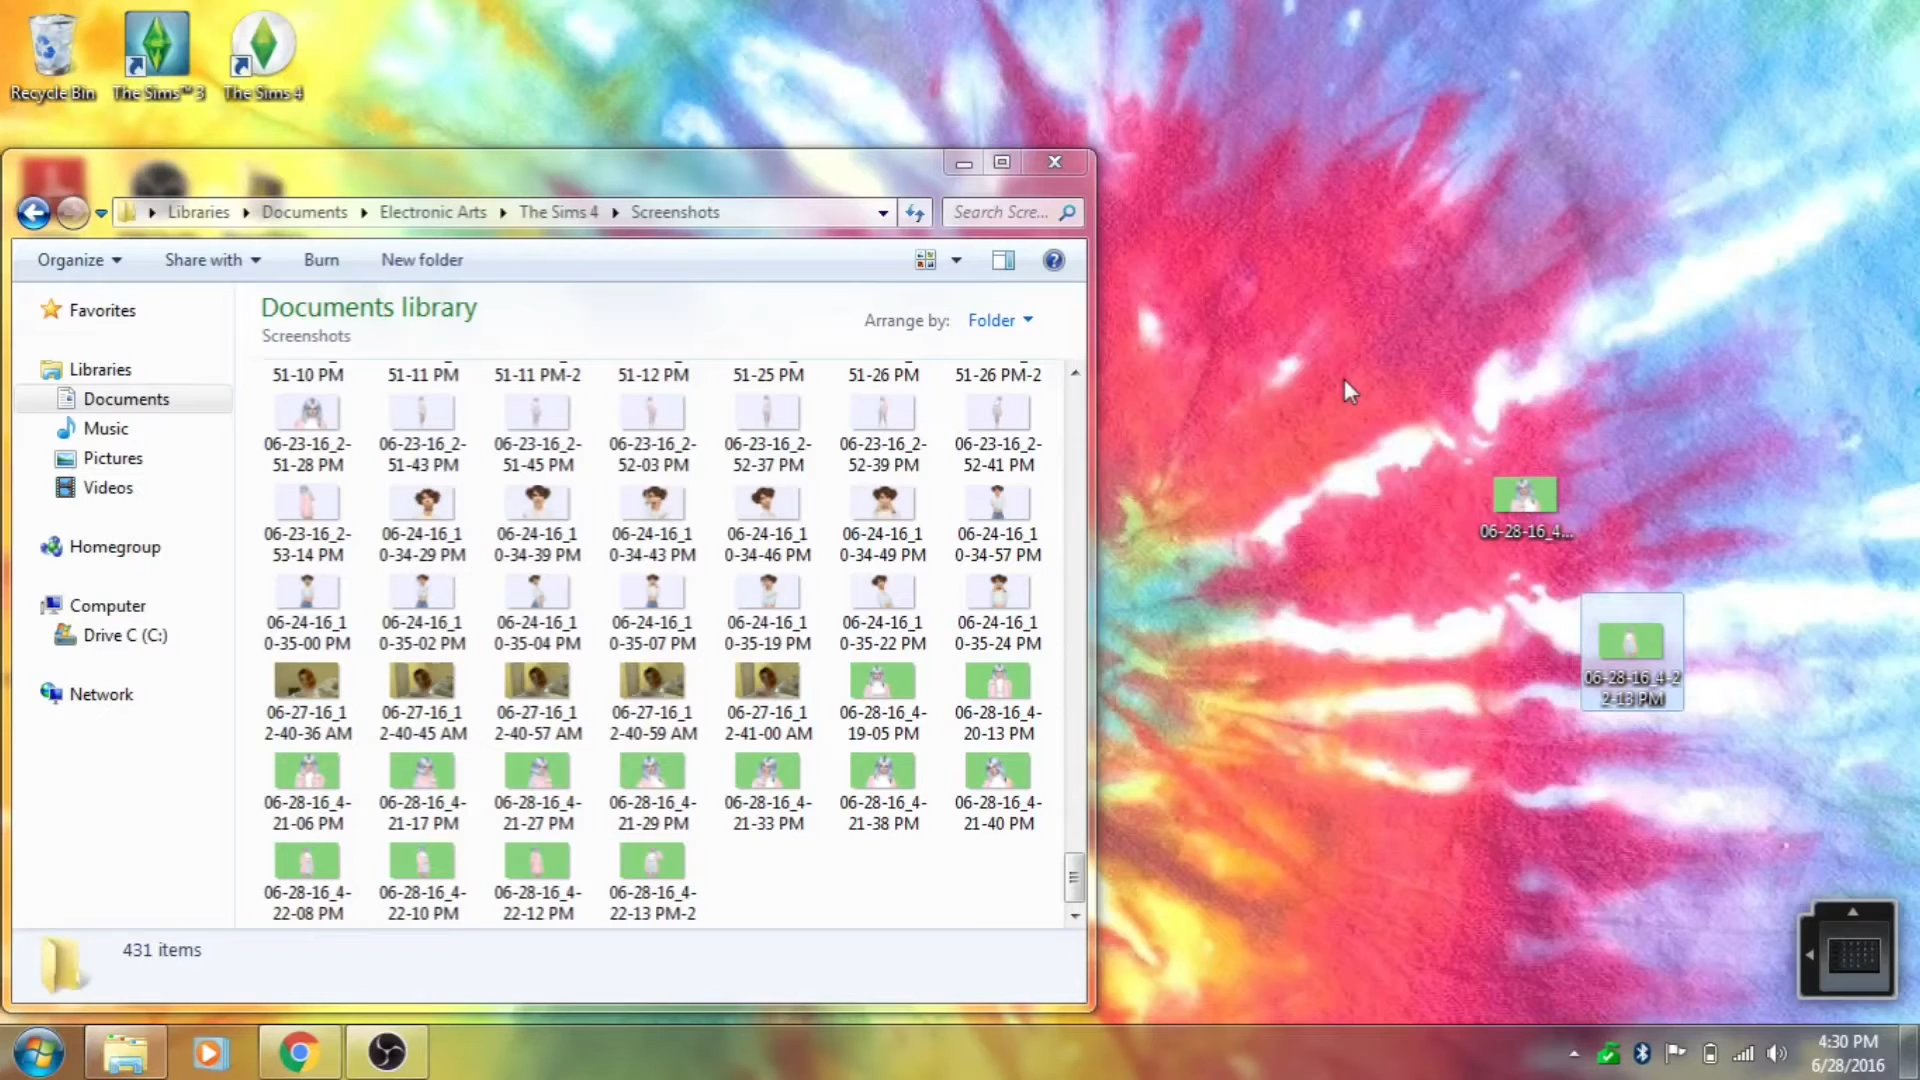 Recycle Bin
The Sims™ 3
The Sims 4
Libraries
Documents
Electronic Arts
The Sims 4
Screenshots
Search Scre...
Organize
Share with
Burn
New folder
Favorites
Libraries
Documents
Music
Pictures
Videos
Homegroup
Computer
Drive C (C:)
Network
Documents library
Screenshots
Arrange by:
Folder
51-10 PM
51-11 PM
51-11 PM-2
51-12 PM
51-25 PM
51-26 PM
51-26 PM-2
06-23-16_2-
51-28 PM
06-23-16_2-
51-43 PM
06-23-16_2-
51-45 PM
06-23-16_2-
52-03 PM
06-23-16_2-
52-37 PM
06-23-16_2-
52-39 PM
06-23-16_2-
52-41 PM
06-23-16_2-
53-14 PM
06-24-16_1
0-34-29 PM
06-24-16_1
0-34-39 PM
06-24-16_1
0-34-43 PM
06-24-16_1
0-34-46 PM
06-24-16_1
0-34-49 PM
06-24-16_1
0-34-57 PM
06-24-16_1
0-35-00 PM
06-24-16_1
0-35-02 PM
06-24-16_1
0-35-04 PM
06-24-16_1
0-35-07 PM
06-24-16_1
0-35-19 PM
06-24-16_1
0-35-22 PM
06-24-16_1
0-35-24 PM
06-27-16_1
2-40-36 AM
06-27-16_1
2-40-45 AM
06-27-16_1
2-40-57 AM
06-27-16_1
2-40-59 AM
06-27-16_1
2-41-00 AM
06-28-16_4-
19-05 PM
06-28-16_4-
20-13 PM
06-28-16_4-
21-06 PM
06-28-16_4-
21-17 PM
06-28-16_4-
21-27 PM
06-28-16_4-
21-29 PM
06-28-16_4-
21-33 PM
06-28-16_4-
21-38 PM
06-28-16_4-
21-40 PM
06-28-16_4-
22-08 PM
06-28-16_4-
22-10 PM
06-28-16_4-
22-12 PM
06-28-16_4-
22-13 PM-2
431 items
06-28-16_4...
06-28-16_4-2
2-13 PM
4:30 PM
6/28/2016